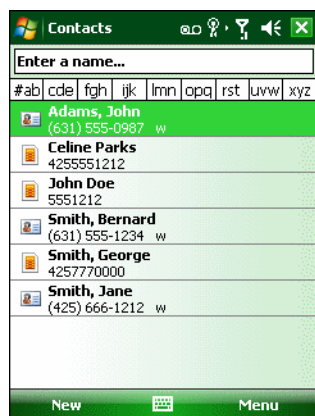 Contacts
Enter a name...
#ab cde fgh ijk lmn opq rst uvw xyz
Adams, John
(631) 555-0987 w
Celine Parks
4255551212
John Doe
5551212
Smith, Bernard
(631) 555-1234 w
Smith, George
4257770000
Smith, Jane
(425) 666-1212 w
New Menu